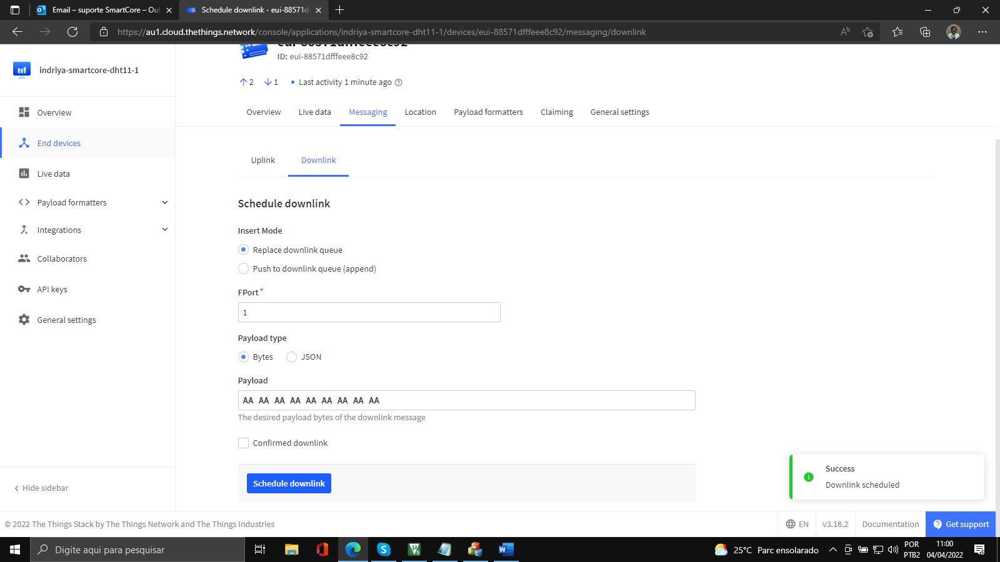 Email – suporte SmartCore – Out
Schedule downlink - eui-88571df
https://au1.cloud.thethings.network/console/applications/indriya-smartcore-dht11-1/devices/eui-88571dfffeee8c92/messaging/downlink
indriya-smartcore-dht11-1
eui-88571dfffeee8c92
ID: eui-88571dfffeee8c92
2 1 Last activity 1 minute ago
Overview Live data Messaging Location Payload formatters Claiming General settings
Overview
End devices
Live data
Payload formatters
Integrations
Collaborators
API keys
General settings
Hide sidebar
Uplink Downlink
Schedule downlink
Insert Mode
Replace downlink queue
Push to downlink queue (append)
FPort*
1
Payload type
Bytes JSON
Payload
AA AA AA AA AA AA AA AA AA
The desired payload bytes of the downlink message
Confirmed downlink
Schedule downlink
Success
Downlink scheduled
© 2022 The Things Stack by The Things Network and The Things Industries
EN v3.18.2 Documentation Get support
Digite aqui para pesquisar
25°C Parc ensolarado
POR
PTB2
11:00
04/04/2022